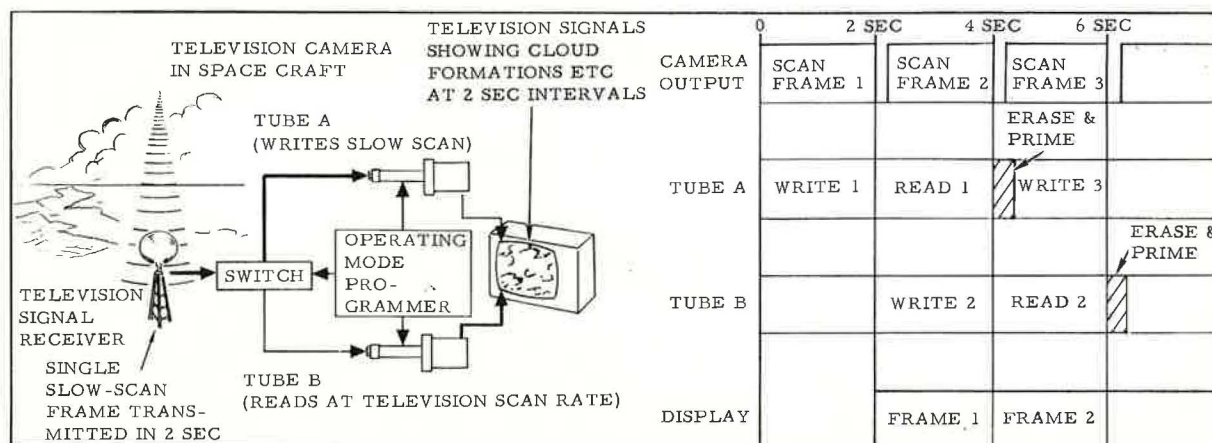 TELEVISION CAMERA
IN SPACE CRAFT
TELEVISION SIGNALS
SHOWING CLOUD
FORMATIONS ETC
AT 2 SEC INTERVALS
TUBE A
(WRITES SLOW SCAN)
SWITCH
OPERATING
MODE
PRO-
GRAMMER
TELEVISION
SIGNAL
RECEIVER
SINGLE
SLOW-SCAN
FRAME TRANS-
MITTED IN 2 SEC
TUBE B
(READS AT TELEVISION SCAN RATE)
0 2 SEC 4 SEC 6 SEC
CAMERA
OUTPUT
SCAN
FRAME 1
SCAN
FRAME 2
SCAN
FRAME 3
ERASE &
PRIME
TUBE A
WRITE 1
READ 1
WRITE 3
ERASE &
PRIME
TUBE B
WRITE 2
READ 2
DISPLAY
FRAME 1
FRAME 2